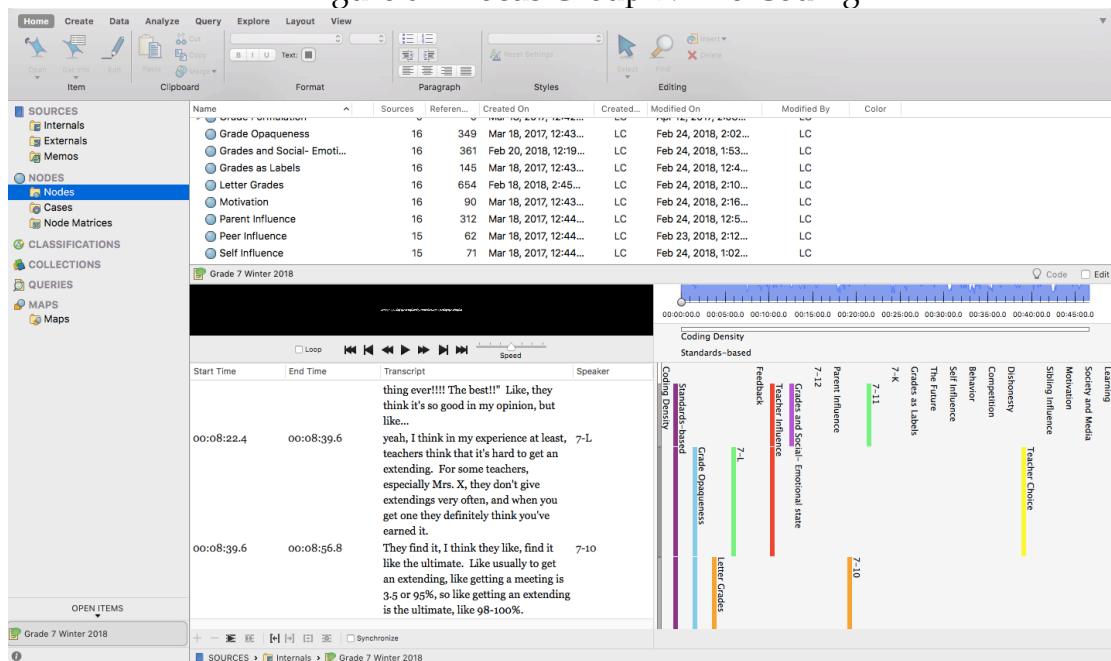 Home Create Data Analyze Query Explore Layout View
Cut
Copy
Merge
Open Get Info Edit Paste
B I U Text:
Reset Settings
Select Find
Insert
Delete
Item Clipboard Format Paragraph Styles Editing
SOURCES
Internals
Externals
Memos
NODES
Nodes
Cases
Node Matrices
CLASSIFICATIONS
COLLECTIONS
QUERIES
MAPS
Maps
OPEN ITEMS
Grade 7 Winter 2018
Name Sources Referen... Created On Created... Modified On Modified By Color
Grade Opaqueness 16 349 Mar 18, 2017, 12:43... LC Feb 24, 2018, 2:02... LC
Grades and Social- Emoti... 16 361 Feb 20, 2018, 12:19... LC Feb 24, 2018, 1:53... LC
Grades as Labels 16 145 Mar 18, 2017, 12:43... LC Feb 24, 2018, 12:4... LC
Letter Grades 16 654 Feb 18, 2018, 2:45... LC Feb 24, 2018, 2:10... LC
Motivation 16 90 Mar 18, 2017, 12:43... LC Feb 24, 2018, 2:16... LC
Parent Influence 16 312 Mar 18, 2017, 12:44... LC Feb 24, 2018, 12:5... LC
Peer Influence 15 62 Mar 18, 2017, 12:44... LC Feb 23, 2018, 2:12... LC
Self Influence 15 71 Mar 18, 2017, 12:44... LC Feb 24, 2018, 1:02... LC
Grade 7 Winter 2018 Code Edit
Loop Speed
00:00:00.0 00:05:00.0 00:10:00.0 00:15:00.0 00:20:00.0 00:25:00.0 00:30:00.0 00:35:00.0 00:40:00.0 00:45:00.0
Coding Density
Standards-based
Start Time End Time Transcript Speaker
thing ever!!!! The best!!" Like, they
think it's so good in my opinion, but
like...
00:08:22.4 00:08:39.6 yeah, I think in my experience at least, 7-L
teachers think that it's hard to get an
extending. For some teachers,
especially Mrs. X, they don't give
extendings very often, and when you
get one they definitely think you've
earned it.
00:08:39.6 00:08:56.8 They find it, I think they like, find it 7-10
like the ultimate. Like usually to get
an extending, like getting a meeting is
3.5 or 95%, so like getting an extending
is the ultimate, like 98-100%.
Coding Density
Standards-based
Grade Opaqueness
Letter Grades
7-L
Feedback
Teacher Influence
Grades and Social- Emotional state
7-12
Parent Influence
7-10
7-11
7-K
Grades as Labels
The Future
Self Influence
Behavior
Competition
Dishonesty
Teacher Choice
Sibling Influence
Motivation
Society and Media
Learning
Synchronize
SOURCES Internals Grade 7 Winter 2018